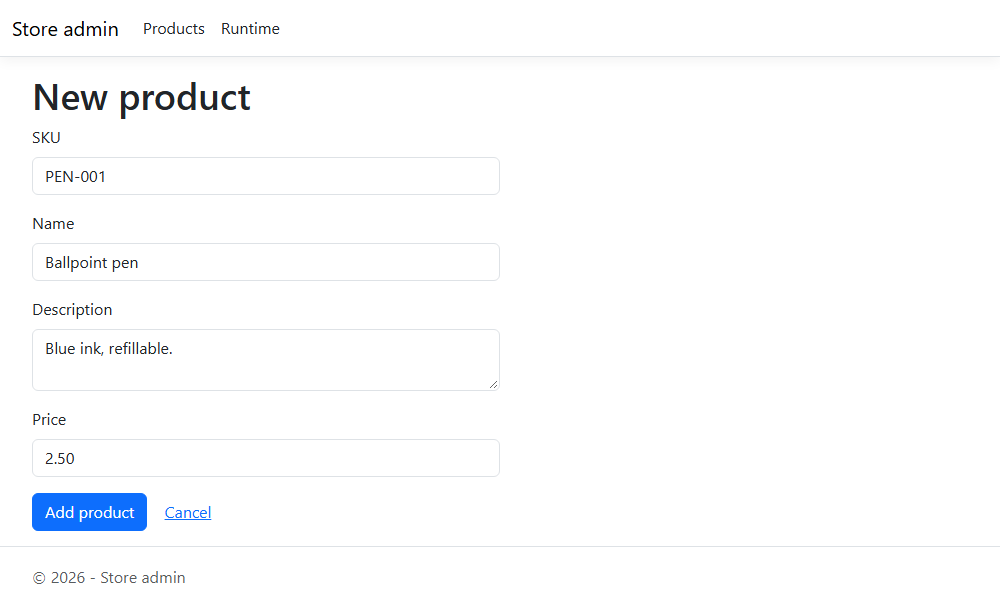 Store admin Products Runtime
New product
SKU
PEN-001
Name
Ballpoint pen
Description
Blue ink, refillable.
Price
2.50
Add product Cancel
© 2026 - Store admin